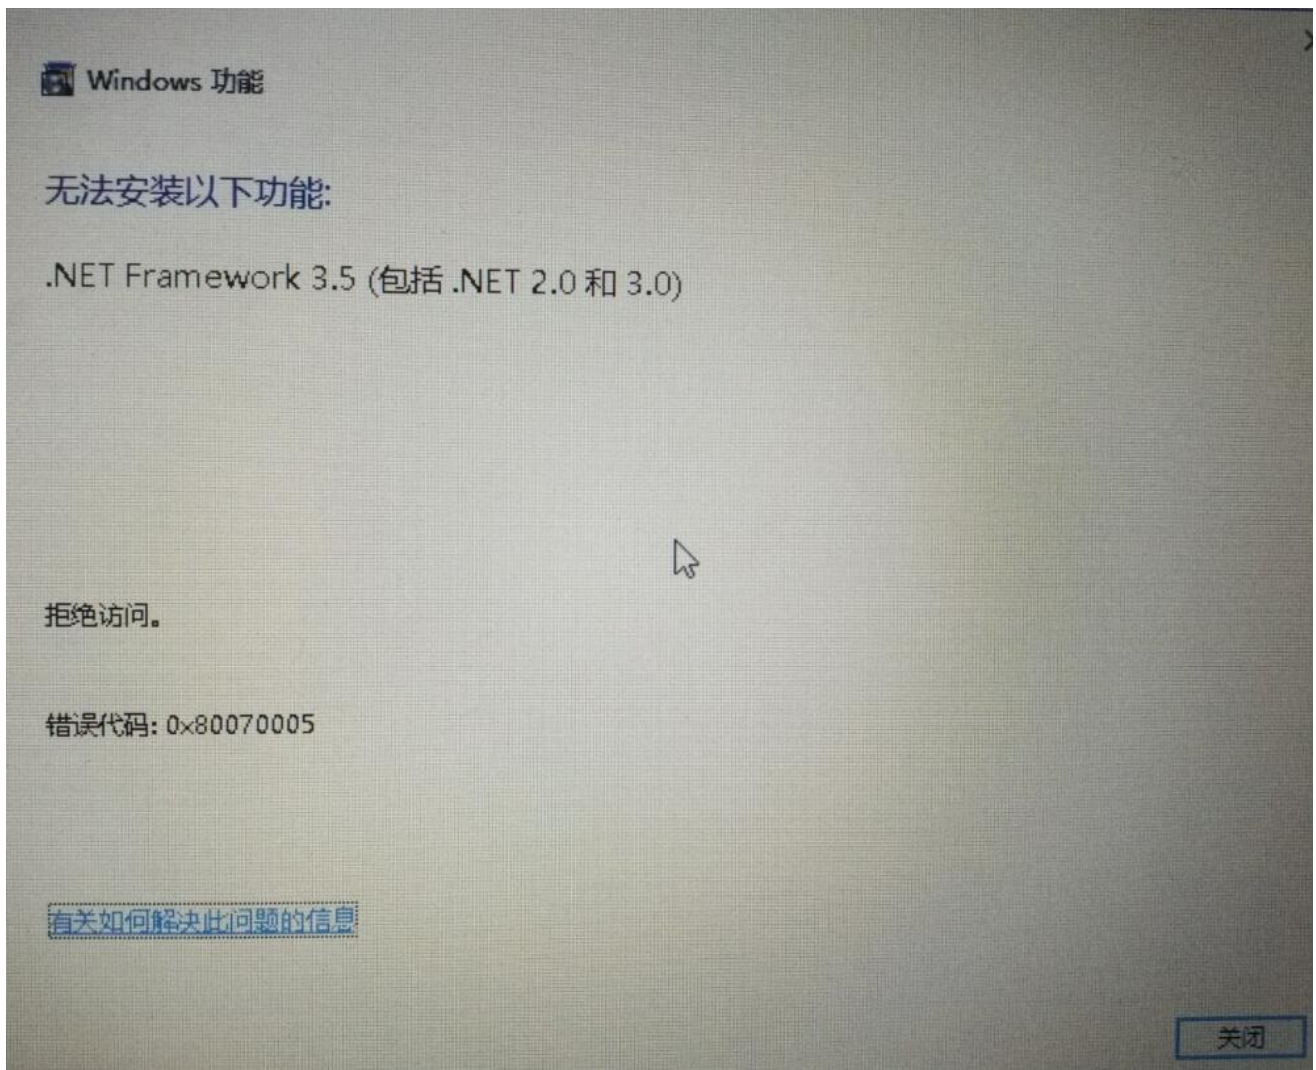 Windows 功能
无法安装以下功能:
.NET Framework 3.5 (包括 .NET 2.0 和 3.0)
拒绝访问。
错误代码: 0x80070005
有关如何解决此问题的信息
关闭